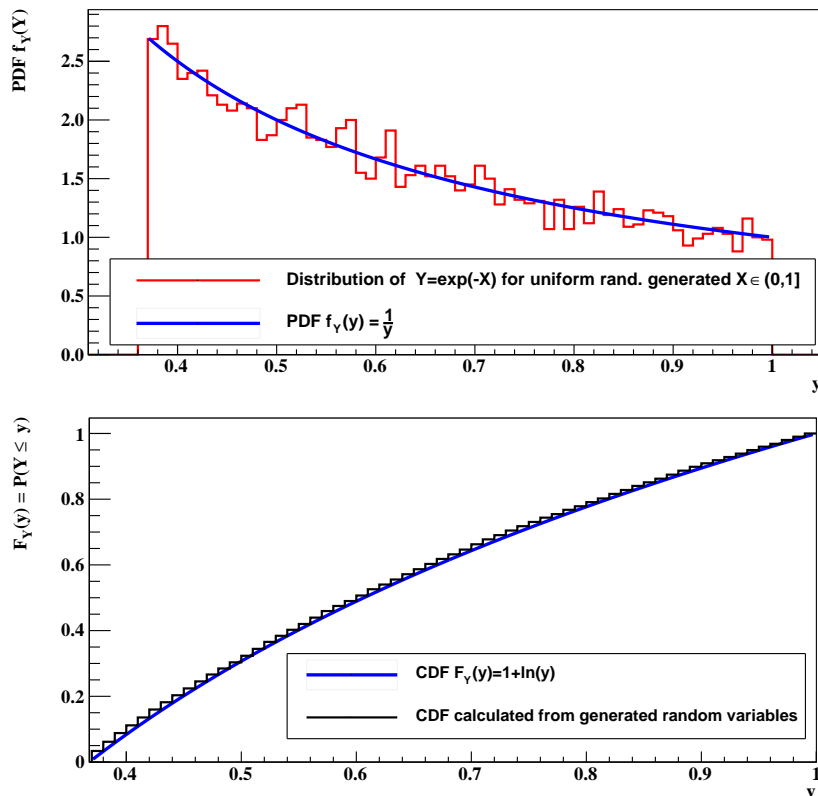 PDF f_Y(Y)
2.5
2.0
1.5
1.0
0.5
0.0
Distribution of Y=exp(-X) for uniform rand. generated X∈(0,1]
PDF f_Y(y) = 1/y
0.4 0.5 0.6 0.7 0.8 0.9 1
y
F_Y(y) = P(Y ≤ y)
1
0.8
0.6
0.4
0.2
0
CDF F_Y(y)=1+ln(y)
CDF calculated from generated random variables
0.4 0.5 0.6 0.7 0.8 0.9 1
y